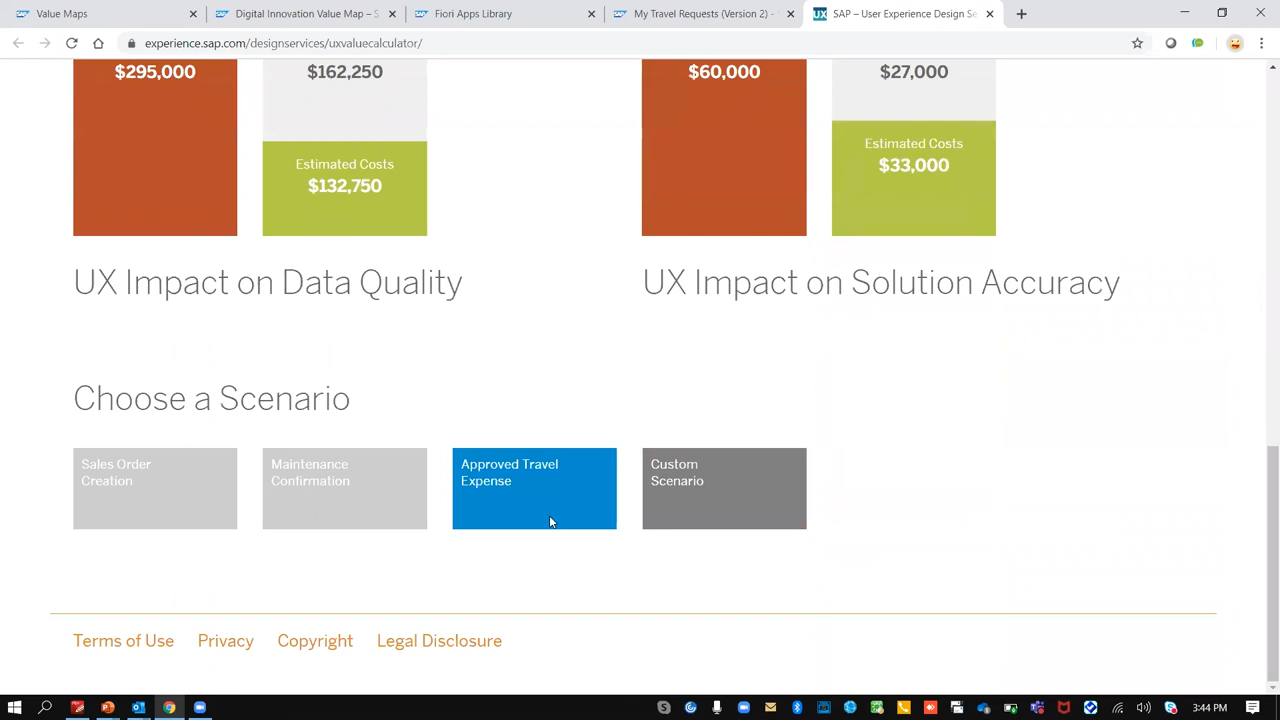 Value Maps
Digital Innovation Value Map – S
Fiori Apps Library
My Travel Requests (Version 2) -
UX SAP – User Experience Design Se
experience.sap.com/designservices/uxvaluecalculator/
$295,000
$162,250
$60,000
$27,000
Estimated Costs
$132,750
Estimated Costs
$33,000
UX Impact on Data Quality
UX Impact on Solution Accuracy
Choose a Scenario
Sales Order
Creation
Maintenance
Confirmation
Approved Travel
Expense
Custom
Scenario
Terms of Use
Privacy
Copyright
Legal Disclosure
3:44 PM